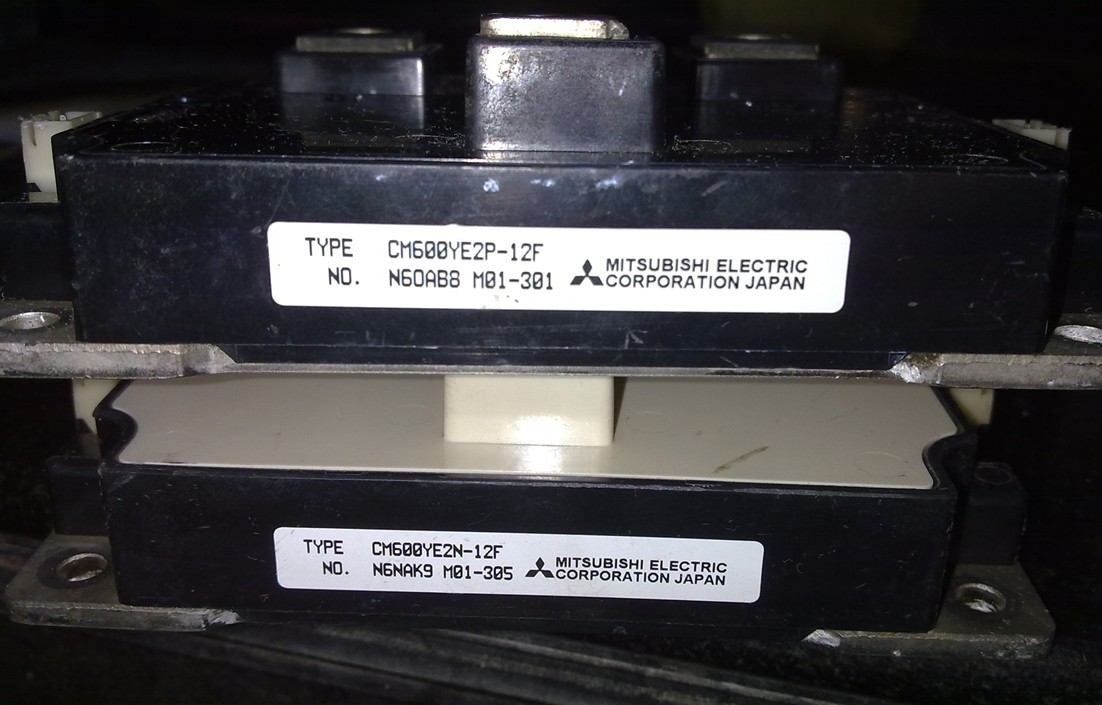 TYPE CM600YE2P-12F
NO. N60AB8 M01-301
MITSUBISHI ELECTRIC
CORPORATION JAPAN
TYPE CM600YE2N-12F
NO. N6NAK9 M01-305
MITSUBISHI ELECTRIC
CORPORATION JAPAN